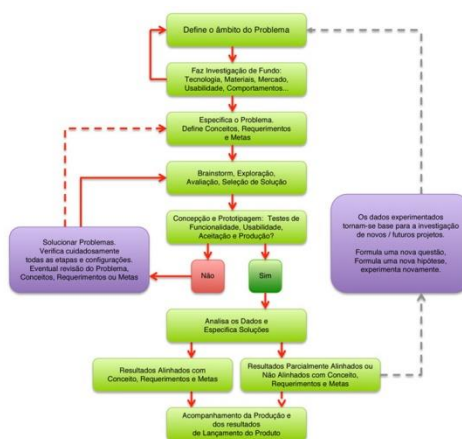 Define o âmbito do Problema
Faz Investigação de Fundo:
Tecnologia, Materiais, Mercado,
Usabilidade, Comportamentos...
Especifica o Problema.
Define Conceitos, Requerimentos
e Metas
Brainstorm, Exploração,
Avaliação, Seleção de Solução
Concepção e Prototipagem: Testes de
Funcionalidade, Usabilidade,
Aceitação e Produção?
Solucionar Problemas.
Verifica cuidadosamente
todas as etapas e configurações.
Eventual revisão do Problema,
Conceitos, Requerimentos ou Metas
Não
Sim
Os dados experimentados
tornam-se base para a investigação
de novos / futuros projetos.
Formula uma nova questão,
Formula uma nova hipótese,
experimenta novamente.
Analisa os Dados e
Especifica Soluções
Resultados Alinhados com
Conceito, Requerimentos e Metas
Resultados Parcialmente Alinhados ou
Não Alinhados com Conceito,
Requerimentos e Metas
Acompanhamento da Produção e
dos resultados
de Lançamento do Produto